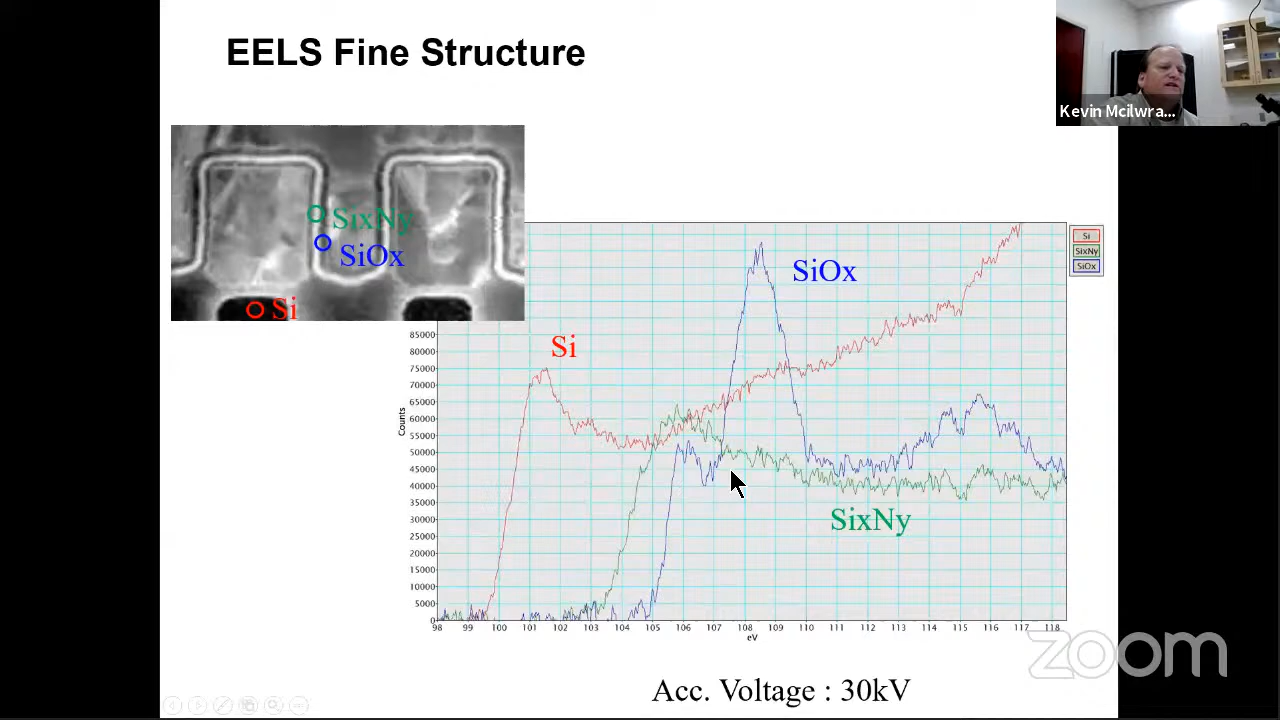 EELS Fine Structure
Kevin Mcilwra...
SixNy
SiOx
Si
Si
SixNy
SiOx
SiOx
Si
SixNy
Counts
85000
80000
75000
70000
65000
60000
55000
50000
45000
40000
35000
30000
25000
20000
15000
10000
5000
0
98 99 100 101 102 103 104 105 106 107 108 109 110 111 112 113 114 115 116 117 118
eV
zoom
Acc. Voltage : 30kV